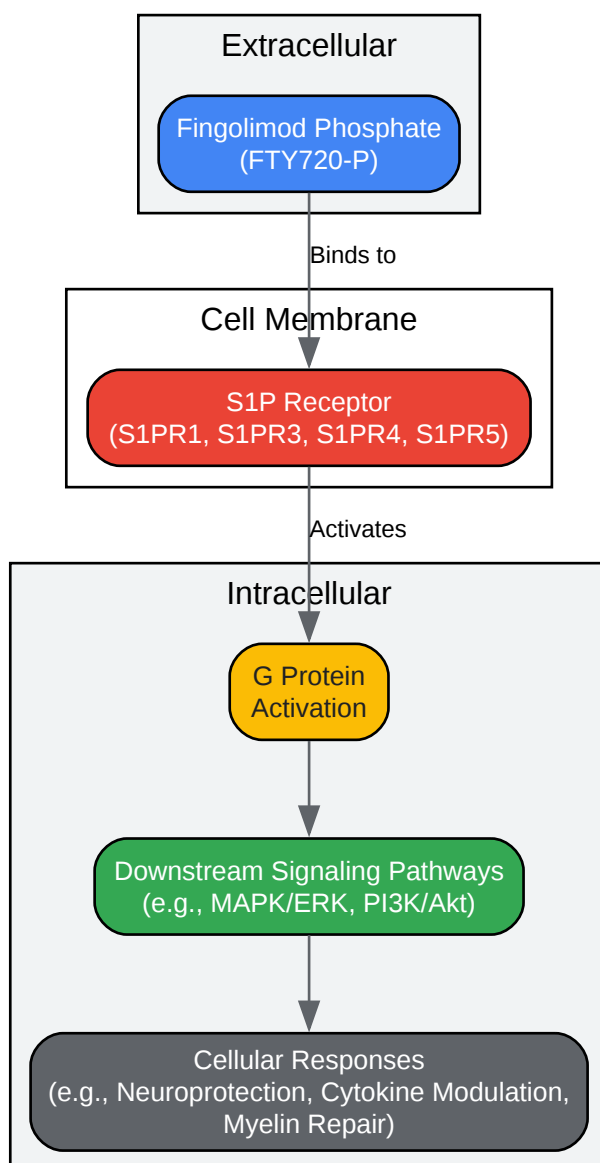 Extracellular
Fingolimod Phosphate
(FTY720-P)
Binds to
Cell Membrane
S1P Receptor
(S1PR1, S1PR3, S1PR4, S1PR5)
Activates
Intracellular
G Protein
Activation
Downstream Signaling Pathways
(e.g., MAPK/ERK, PI3K/Akt)
Cellular Responses
(e.g., Neuroprotection, Cytokine Modulation,
Myelin Repair)